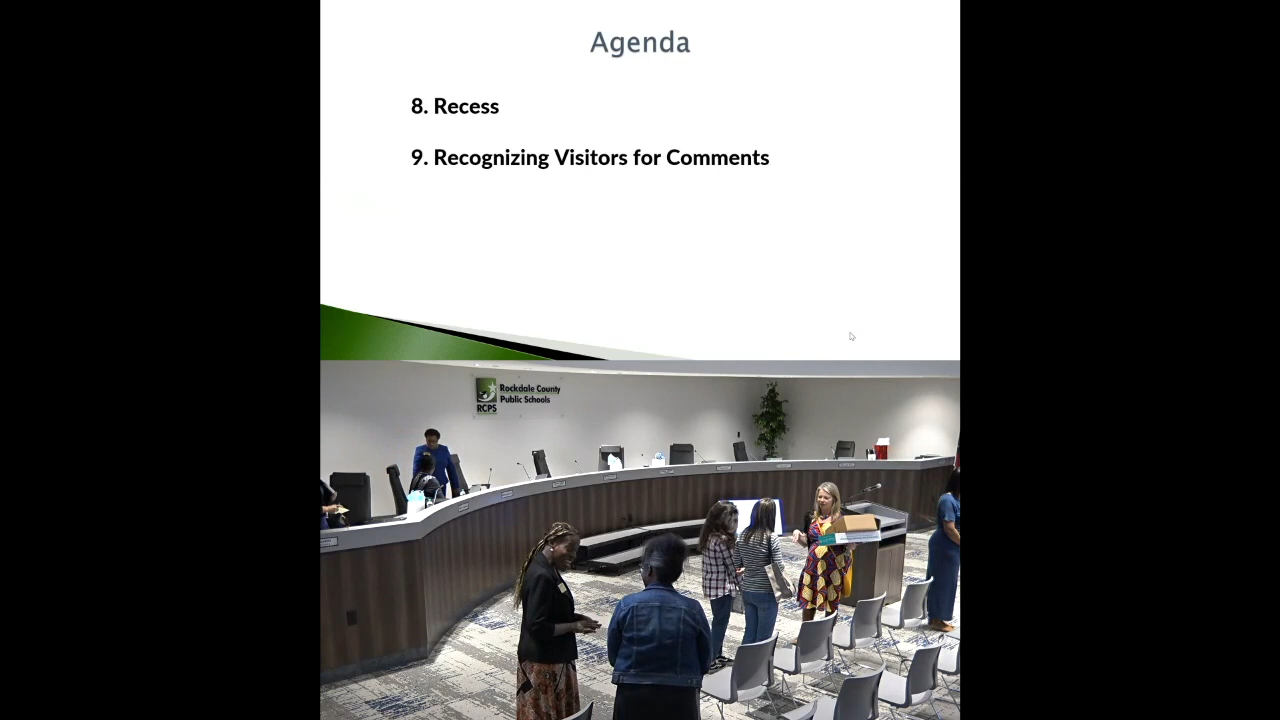 Agenda
8. Recess
9. Recognizing Visitors for Comments
Rockdale County
Public Schools
RCPS